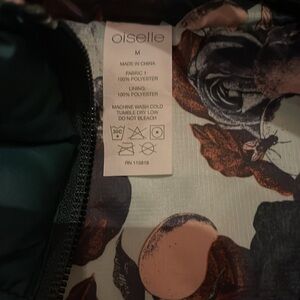 oiselle
M
MADE IN CHINA
FABRIC 1
100% POLYESTER
LINING:
100% POLYESTER
MACHINE WASH COLD
TUMBLE DRY LOW
DO NOT BLEACH
30C